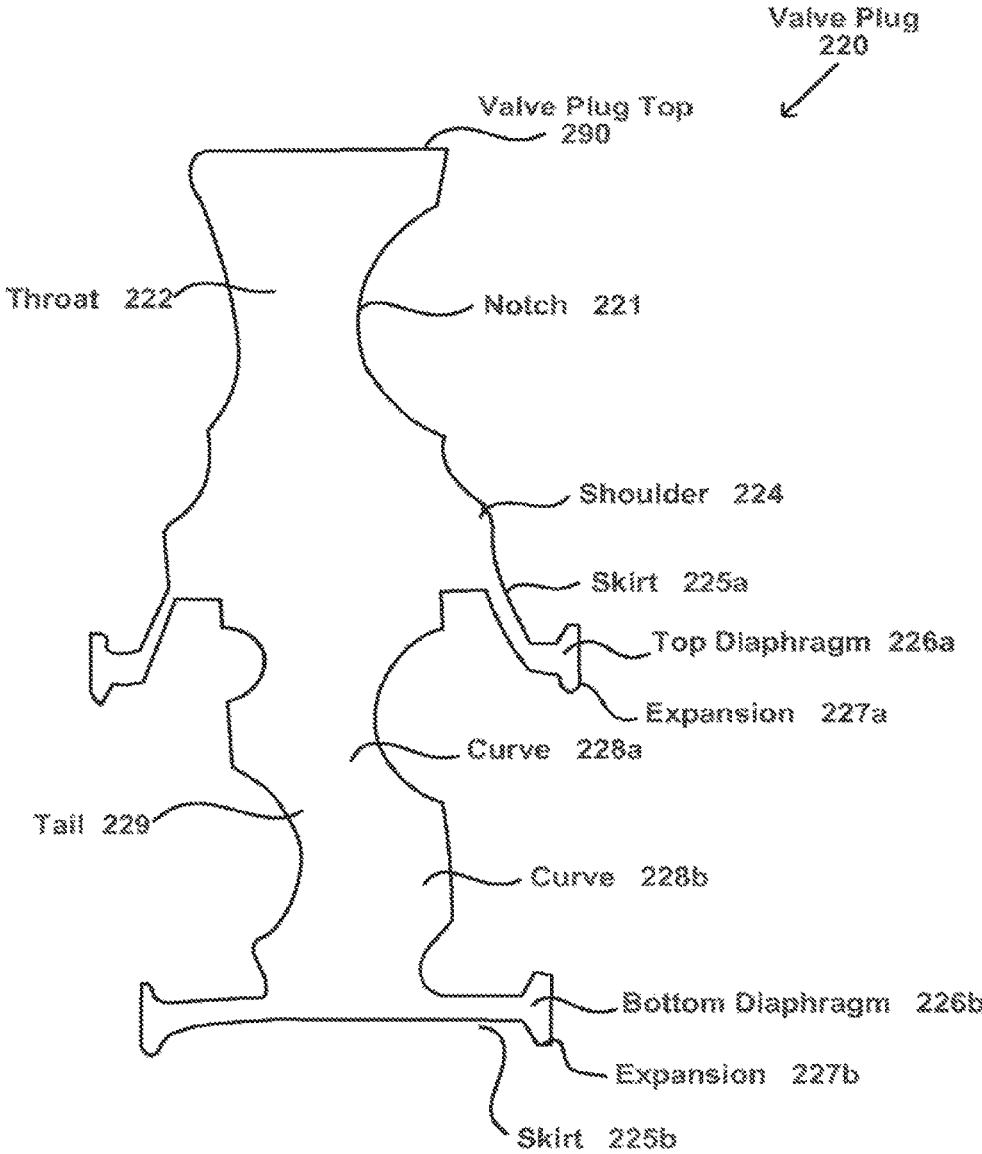 Valve Plug
220
Valve Plug Top
290
Throat 222
Notch 221
Shoulder 224
Skirt 225a
Top Diaphragm 226a
Expansion 227a
Curve 228a
Tail 229
Curve 228b
Bottom Diaphragm 226b
Expansion 227b
Skirt 225b